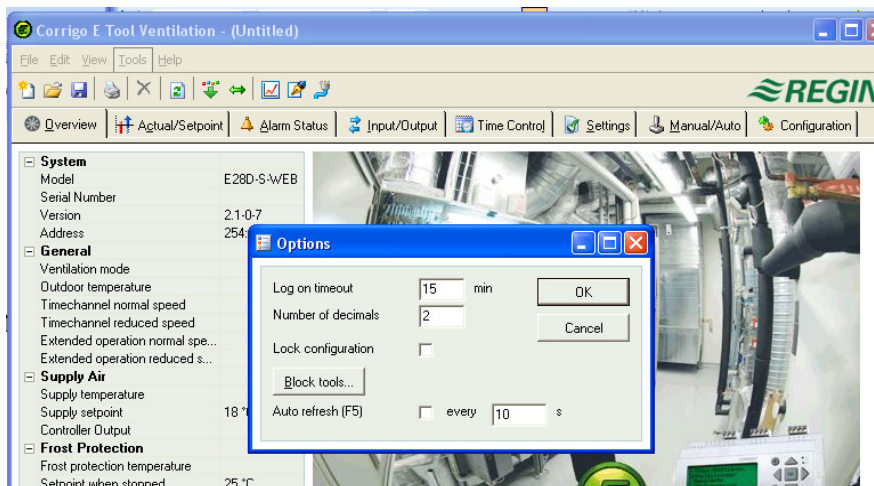 Corrigo E Tool Ventilation - (Untitled)
File Edit View Tools Help
REGIN
Overview Actual/Setpoint Alarm Status Input/Output Time Control Settings Manual/Auto Configuration
System
Model E28D-S-WEB
Serial Number
Version 2.1-0-7
Address 254:
General
Ventilation mode
Outdoor temperature
Timechannel normal speed
Timechannel reduced speed
Extended operation normal spe...
Extended operation reduced s...
Supply Air
Supply temperature
Supply setpoint 18 °
Controller Output
Frost Protection
Frost protection temperature
Setpoint when stopped 25 °C
Options
Log on timeout 15 min
OK
Number of decimals 2
Cancel
Lock configuration
Block tools...
Auto refresh (F5) every 10 s